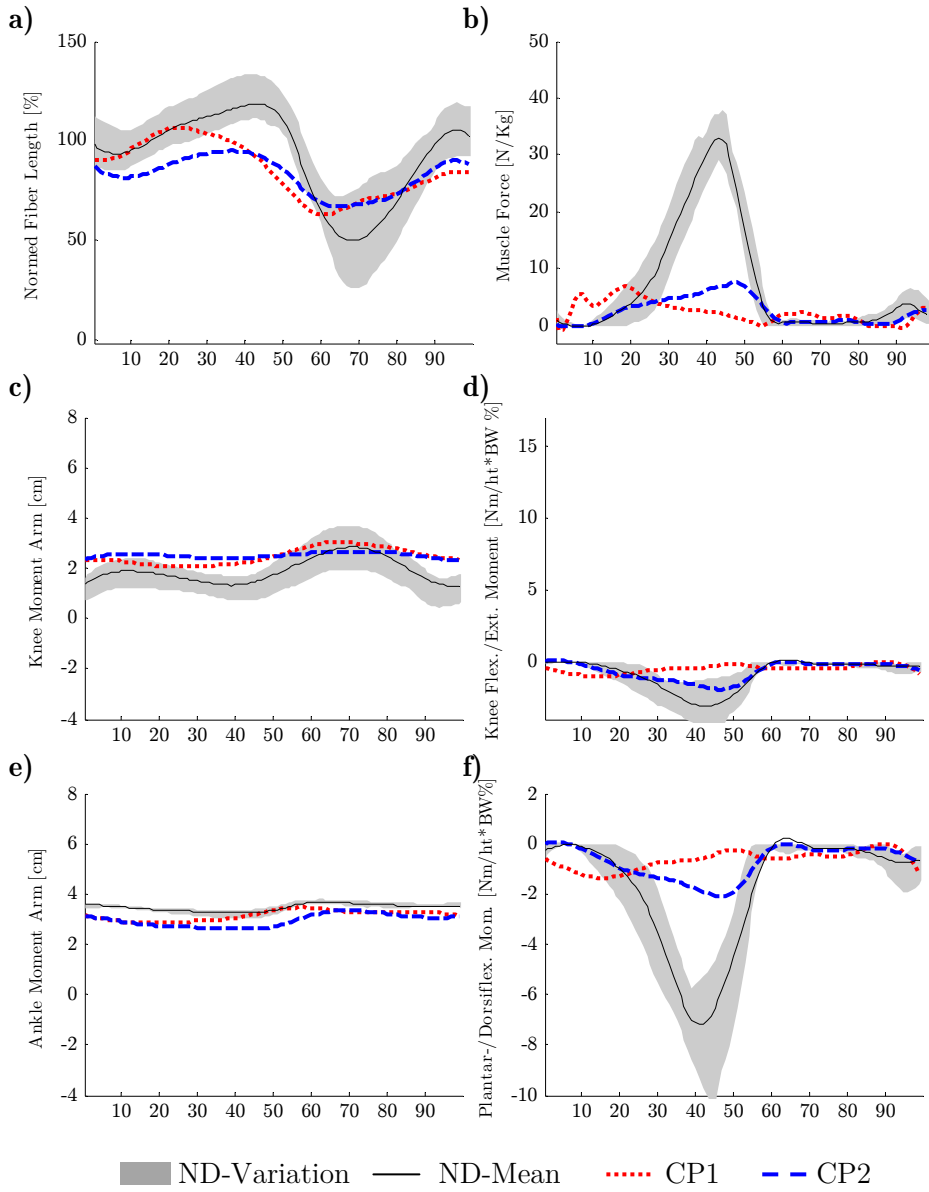 a)
Normed Fiber Length [%]
150
100
50
0
10 20 30 40 50 60 70 80 90
b)
Muscle Force [N/Kg]
50
40
30
20
10
0
10 20 30 40 50 60 70 80 90
c)
Knee Moment Arm [cm]
8
6
4
2
0
-2
-4
10 20 30 40 50 60 70 80 90
d)
Knee Flex./Ext. Moment [Nm/ht*BW %]
15
10
5
0
10 20 30 40 50 60 70 80 90
e)
Ankle Moment Arm [cm]
8
6
4
2
0
-2
-4
10 20 30 40 50 60 70 80 90
f)
Plantar-/Dorsiflex. Mom. [Nm/ht*BW%]
2
0
-2
-4
-6
-8
-10
10 20 30 40 50 60 70 80 90
ND-Variation ND-Mean CP1 CP2